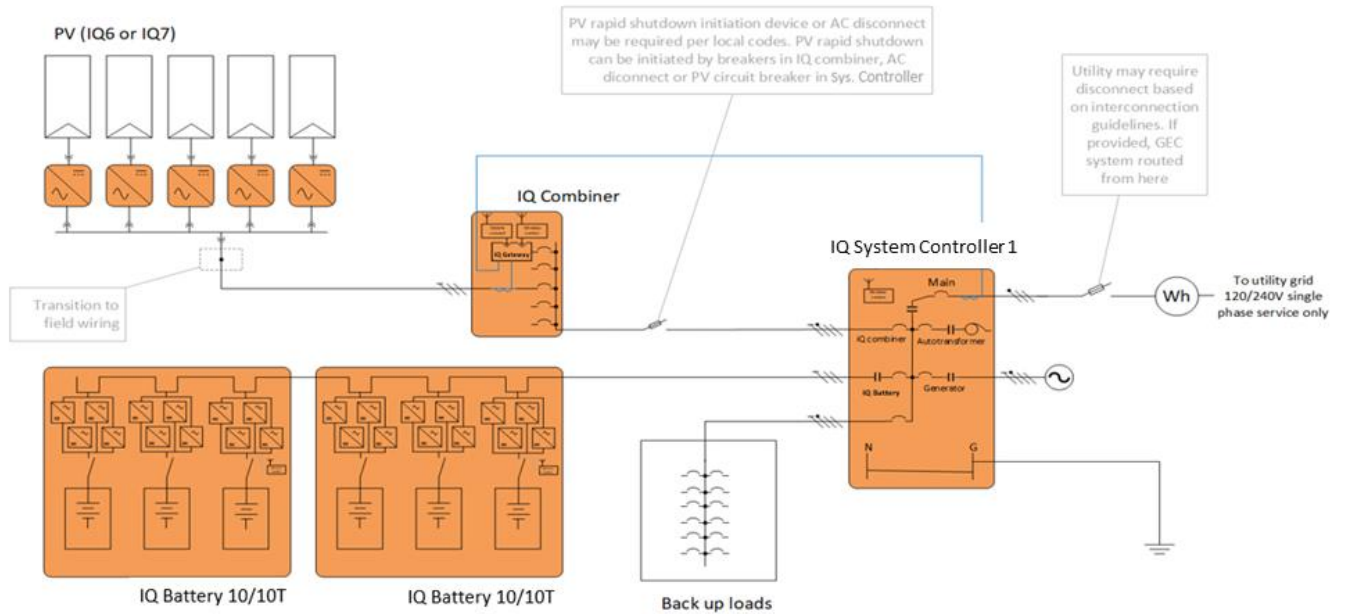 PV (IQ6 or IQ7)
PV rapid shutdown initiation device or AC disconnect
may be required per local codes. PV rapid shutdown
can be initiated by breakers in IQ combiner, AC
diconnect or PV circuit breaker in Sys. Controller
Utility may require
disconnect based
on interconnection
guidelines. If
provided, GEC
system routed
from here
IQ Combiner
IQ Gateway
IQ System Controller 1
Main
Transition to
field wiring
Wh
To utility grid
120/240V single
phase service only
IQ combiner
Autotransformer
IQ Battery
Generator
N
G
IQ Battery 10/10T
IQ Battery 10/10T
Back up loads